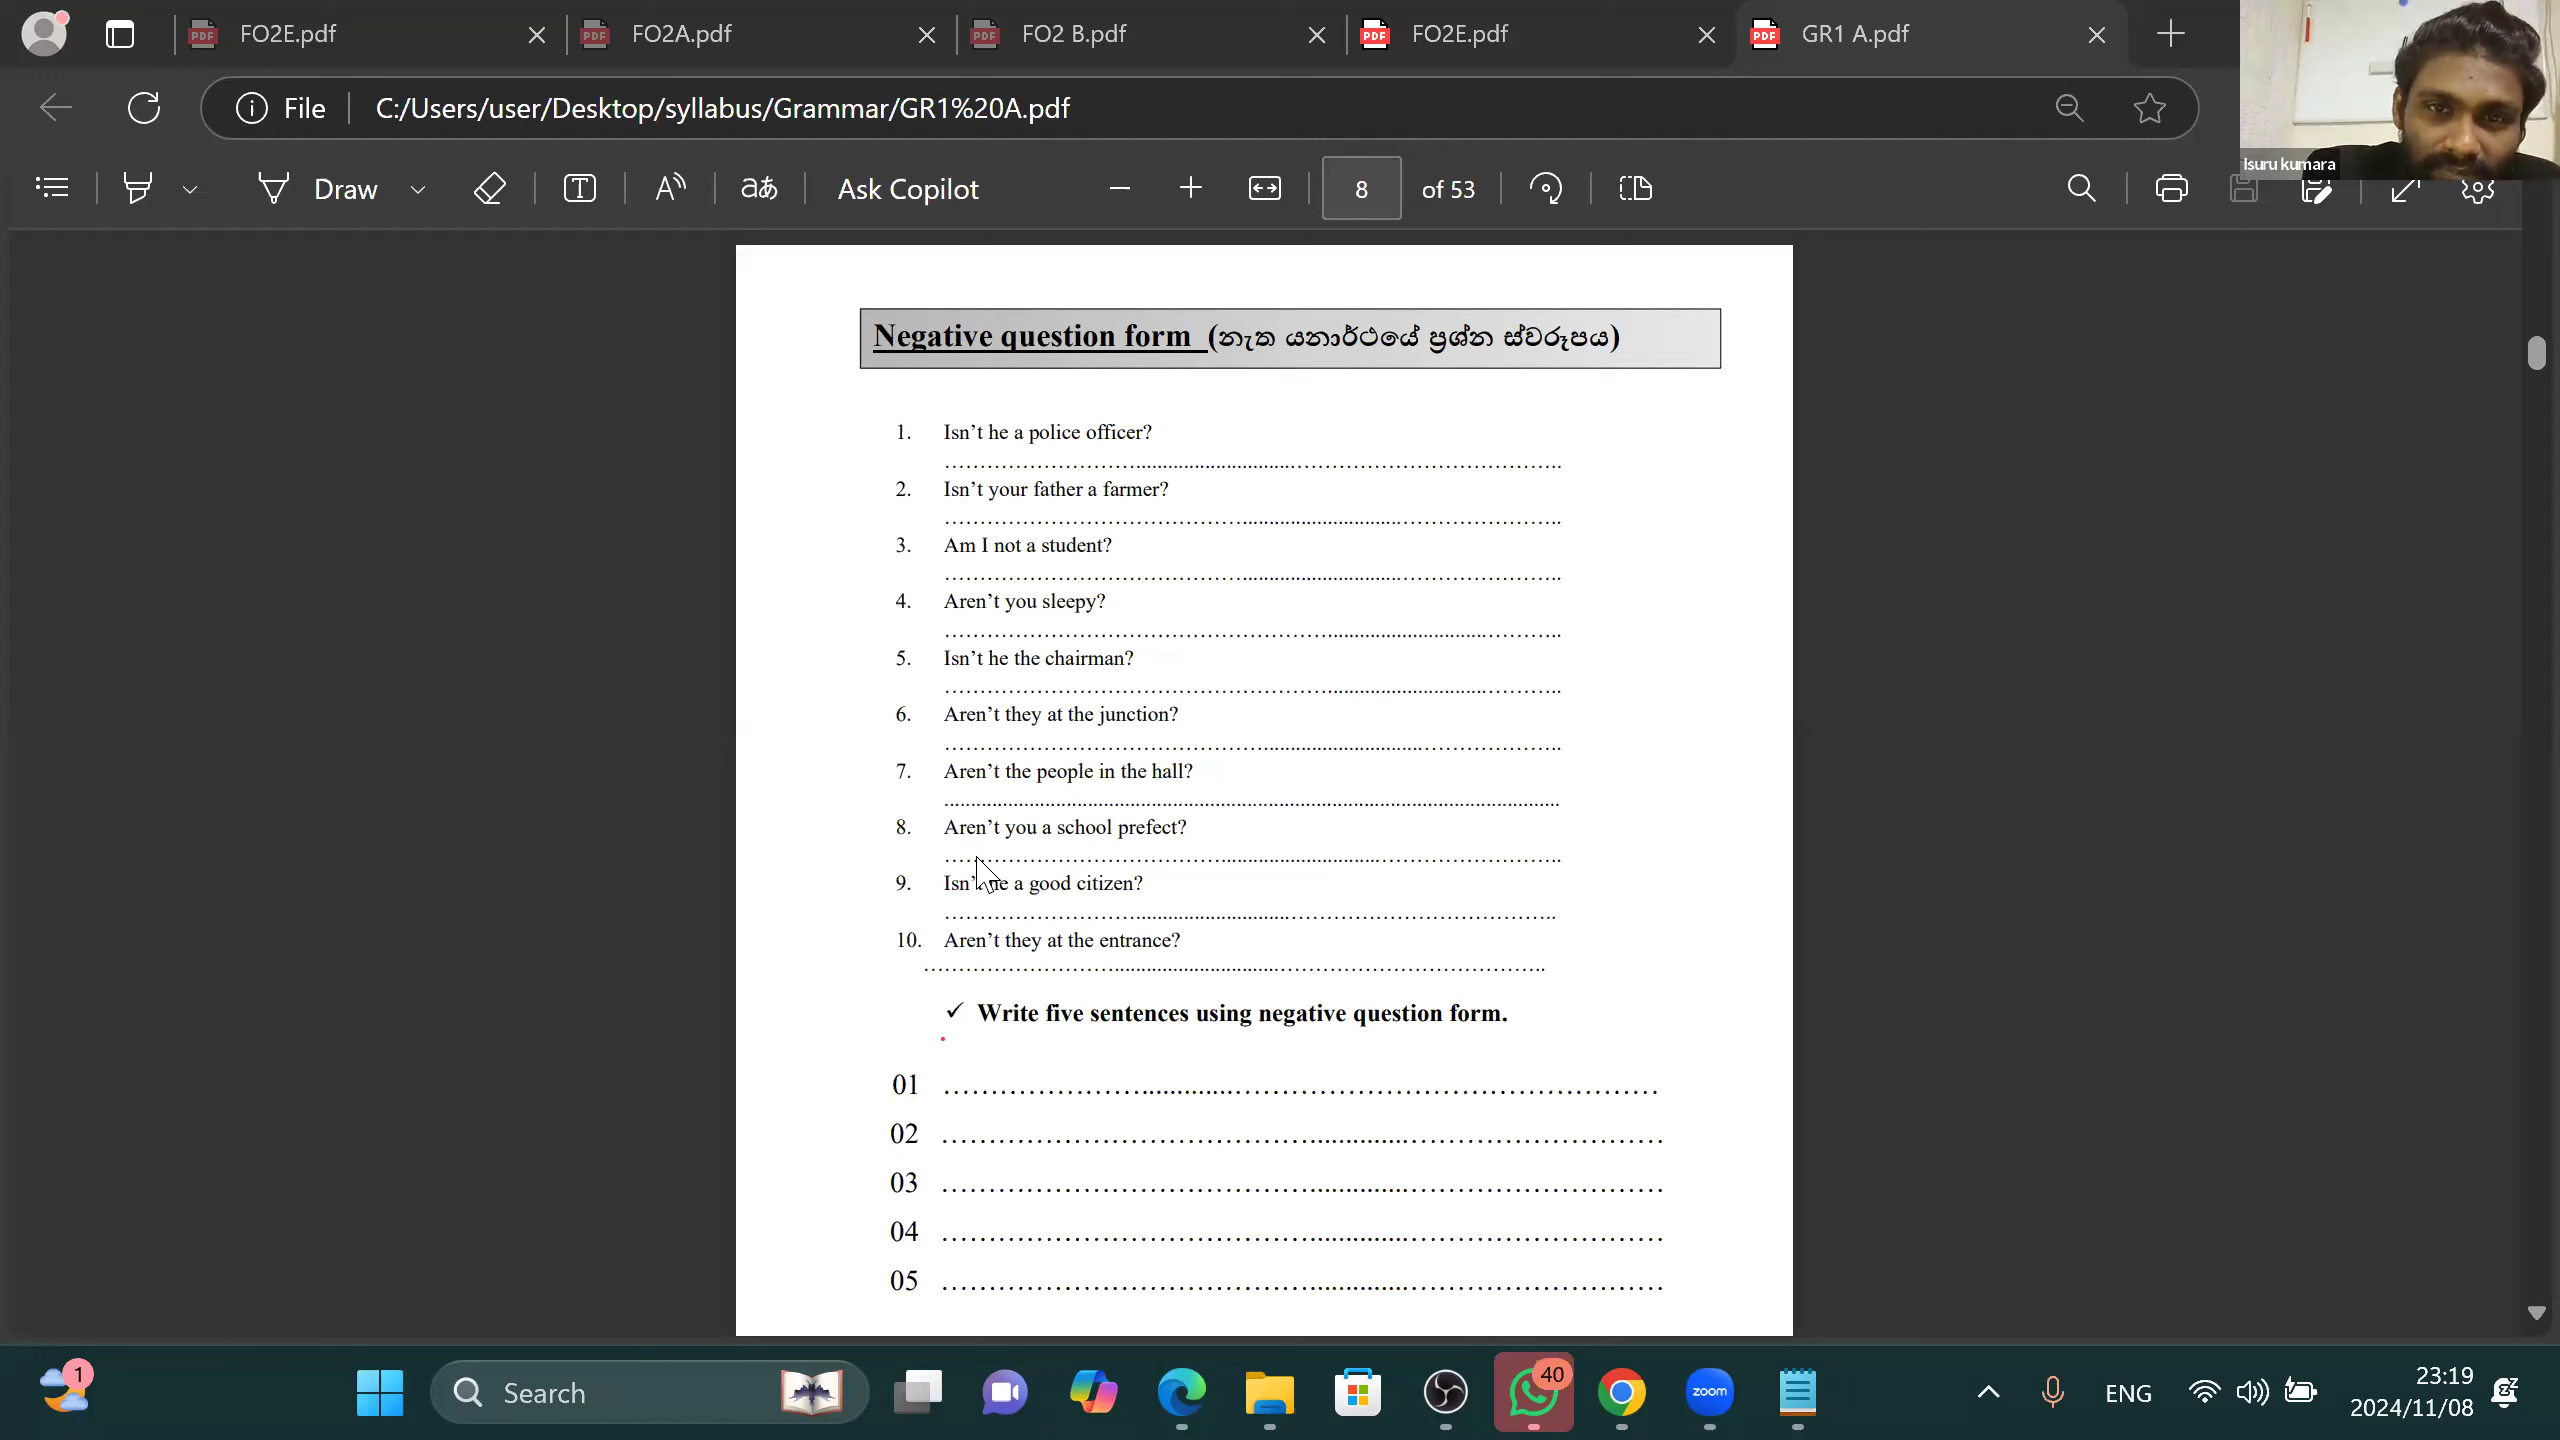 FO2E.pdf
FO2A.pdf
FO2 B.pdf
FO2E.pdf
GR1 A.pdf
File
C:/Users/user/Desktop/syllabus/Grammar/GR1%20A.pdf
Isuru kumara
Draw
Ask Copilot
8 of 53
Negative question form (නැත යනාර්ථයේ ප්‍රශ්න ස්වරූපය)
1. Isn’t he a police officer?
2. Isn’t your father a farmer?
3. Am I not a student?
4. Aren’t you sleepy?
5. Isn’t he the chairman?
6. Aren’t they at the junction?
7. Aren’t the people in the hall?
8. Aren’t you a school prefect?
9. a good citizen?
10. Aren’t they at the entrance?
✓ Write five sentences using negative question form.
01
02
03
04
05
1
Search
40
zoom
ENG
23:19
2024/11/08